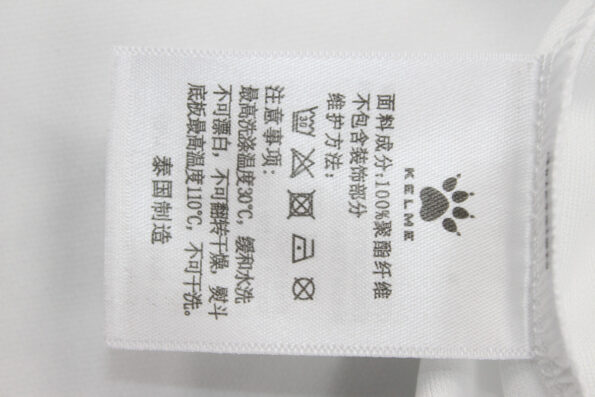 KELME
面料成分:100%聚酯纤维
不包含装饰部分
维护方法:
30
注意事项:
最高洗涤温度30℃,缓和水洗
不可漂白,不可翻转干燥,熨斗
底板最高温度110℃,不可干洗。
泰国制造